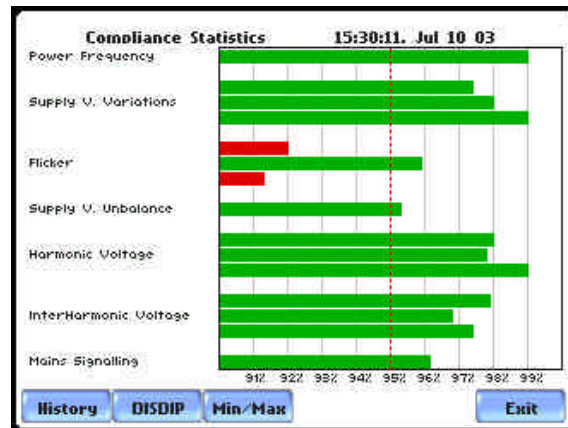 Compliance Statistics 15:30:11, Jul 10 03
Power Frequency
Supply V. Variations
Flicker
Supply V. Unbalance
Harmonic Voltage
InterHarmonic Voltage
Mains Signalling
91% 92% 93% 94% 95% 96% 97% 98% 99%
History DISDIP Min/Max Exit